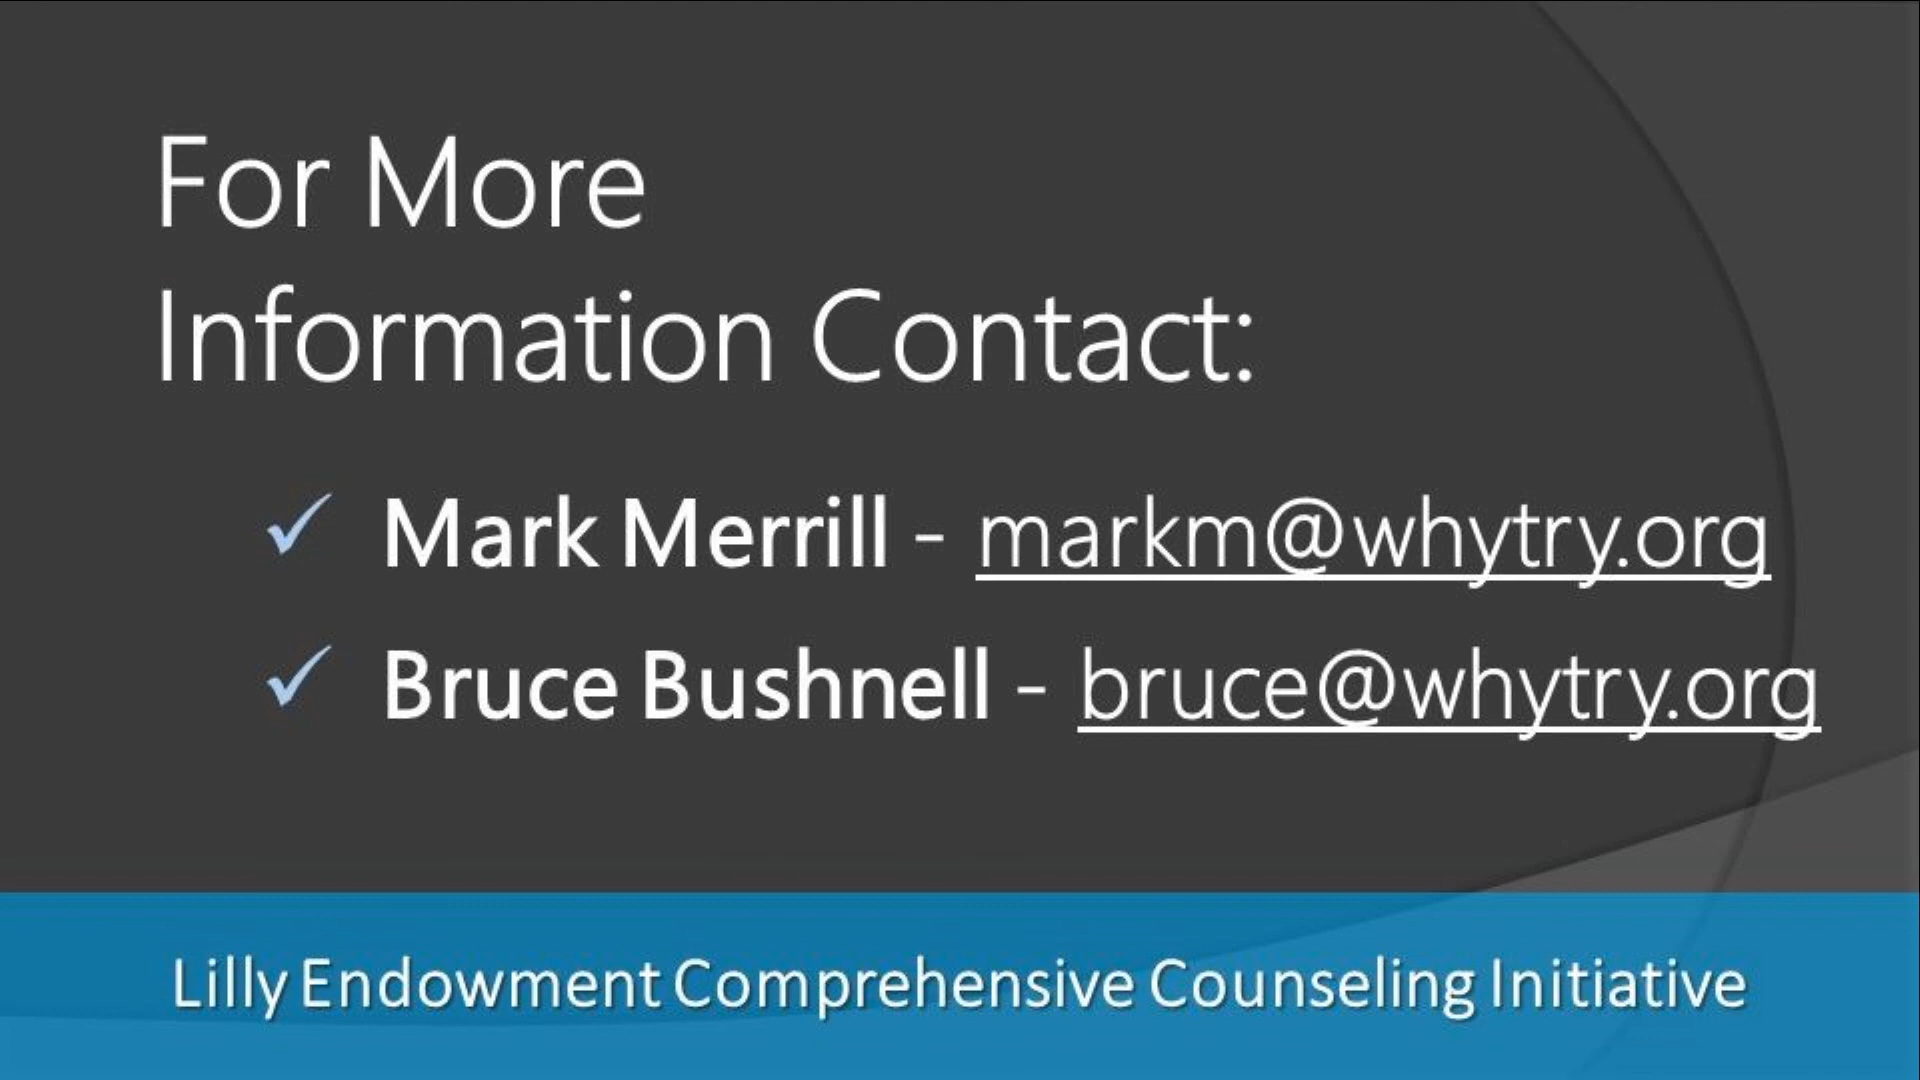 For More
Information Contact:
✓ Mark Merrill - markm@whytry.org
✓ Bruce Bushnell - bruce@whytry.org
Lilly Endowment Comprehensive Counseling Initiative